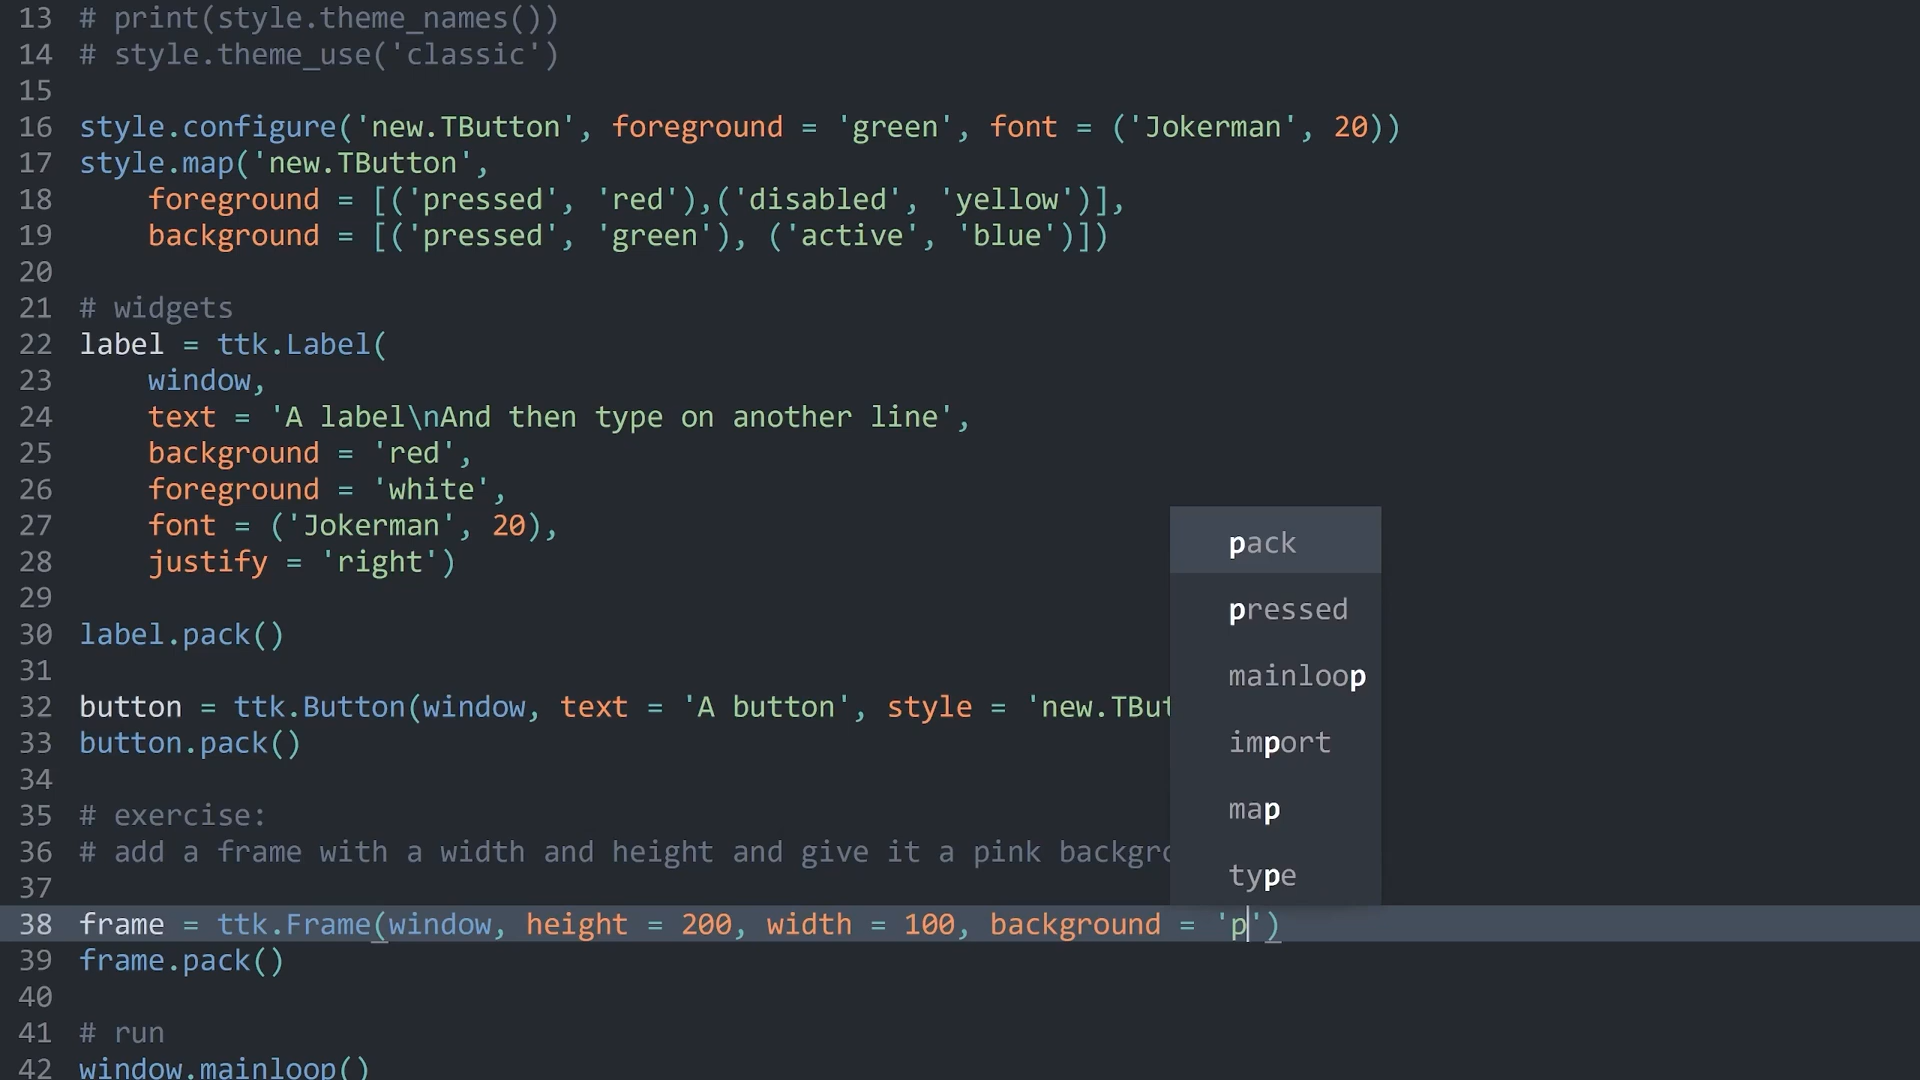 13 # print(style.theme_names())
14 # style.theme_use('classic')
15
16 style.configure('new.TButton', foreground = 'green', font = ('Jokerman', 20))
17 style.map('new.TButton',
18 foreground = [('pressed', 'red'),('disabled', 'yellow')],
19 background = [('pressed', 'green'), ('active', 'blue')])
20
21 # widgets
22 label = ttk.Label(
23 window,
24 text = 'A label\nAnd then type on another line',
25 background = 'red',
26 foreground = 'white',
27 font = ('Jokerman', 20),
28 justify = 'right')
29
30 label.pack()
31
32 button = ttk.Button(window, text = 'A button', style = 'new.TBut
33 button.pack()
34
35 # exercise:
36 # add a frame with a width and height and give it a pink backgro
37
38 frame = ttk.Frame(window, height = 200, width = 100, background = 'p')
39 frame.pack()
40
41 # run
42 window.mainloop()
pack
pressed
mainloop
import
map
type